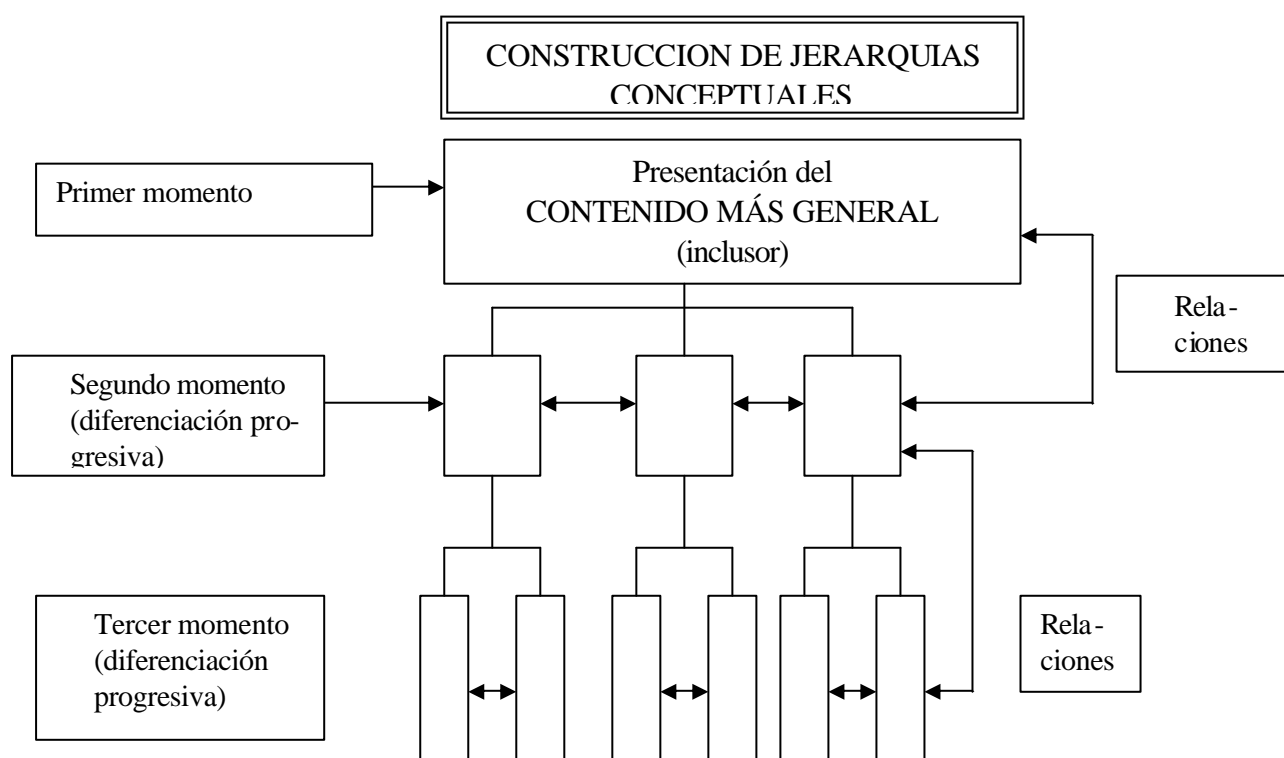 CONSTRUCCION DE JERARQUIAS
CONCEPTUALES
Primer momento
Presentación del
CONTENIDO MÁS GENERAL
(inclusor)
Rela-
ciones
Segundo momento
(diferenciación pro-
gresiva)
Tercer momento
(diferenciación
progresiva)
Rela-
ciones